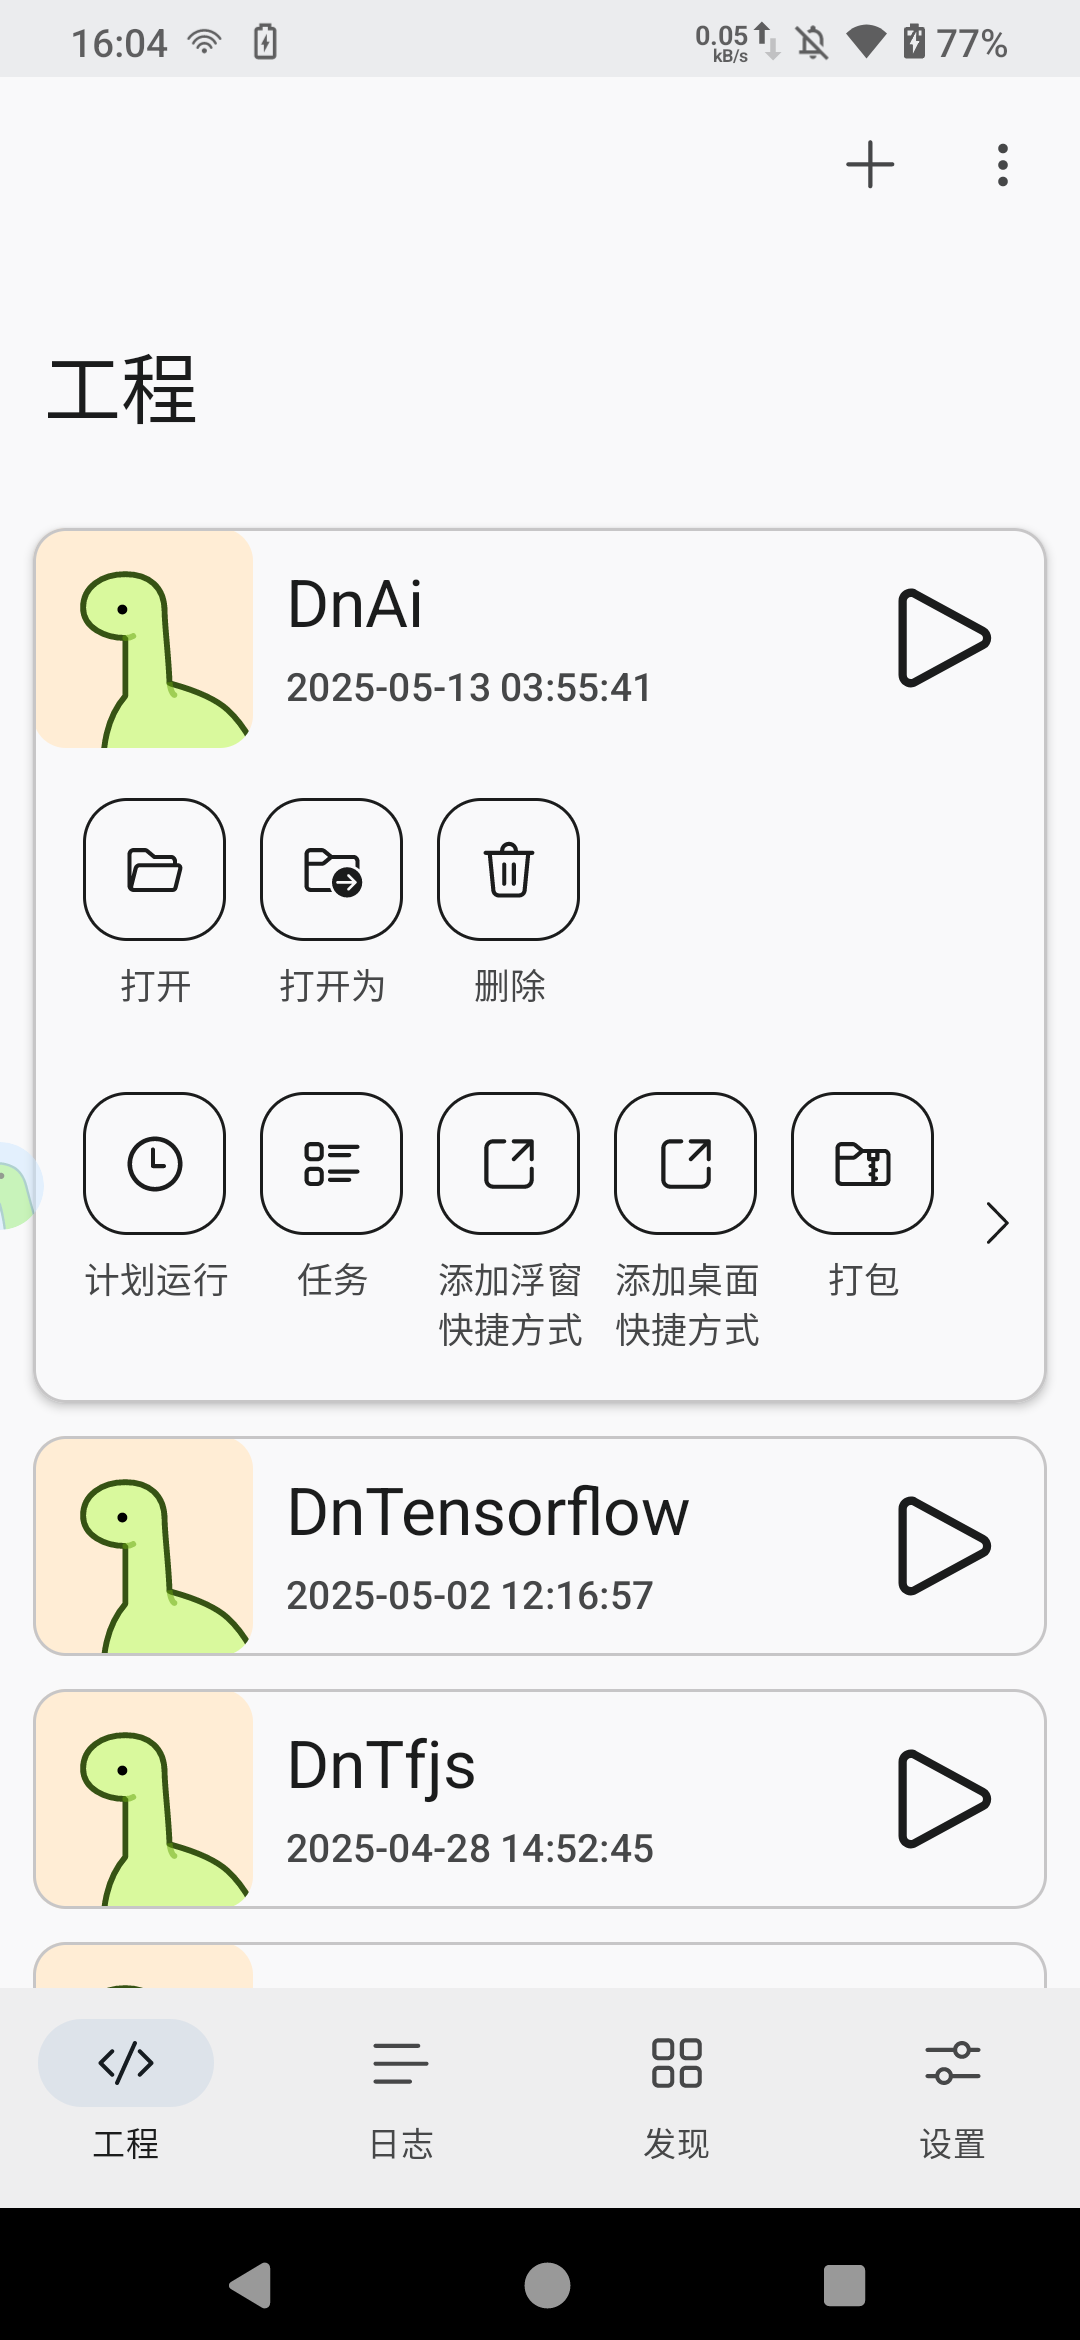 16:04
0.05
kB/s
77%
工程
DnAi
2025-05-13 03:55:41
打开
打开为
删除
计划运行
任务
添加浮窗
快捷方式
添加桌面
快捷方式
打包
DnTensorflow
2025-05-02 12:16:57
DnTfjs
2025-04-28 14:52:45
工程
日志
发现
设置